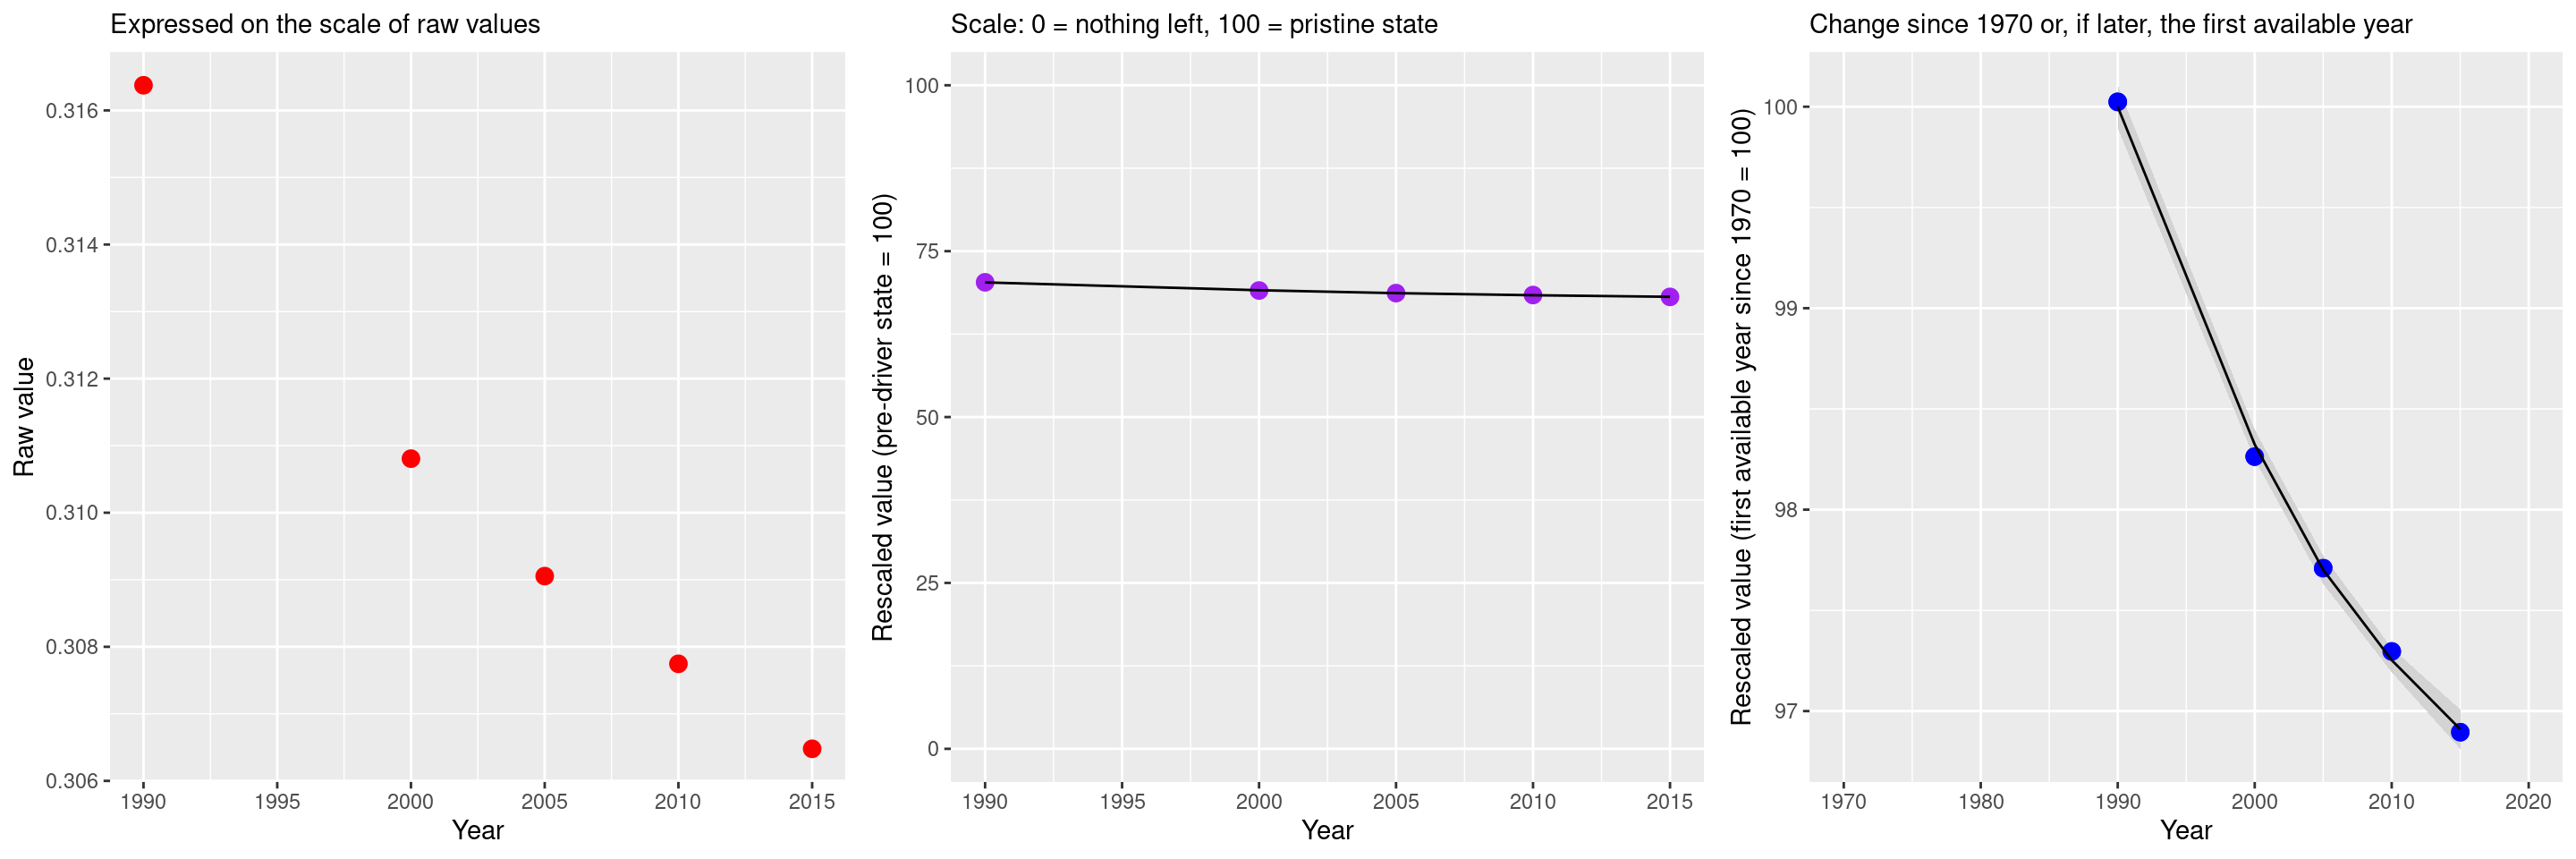 Expressed on the scale of raw values
Raw value
0.316
0.314
0.312
0.310
0.308
0.306
1990 1995 2000 2005 2010 2015
Year
Scale: 0 = nothing left, 100 = pristine state
Rescaled value (pre-driver state = 100)
100
75
50
25
0
1990 1995 2000 2005 2010 2015
Year
Change since 1970 or, if later, the first available year
Rescaled value (first available year since 1970 = 100)
100
99
98
97
1970 1980 1990 2000 2010 2020
Year